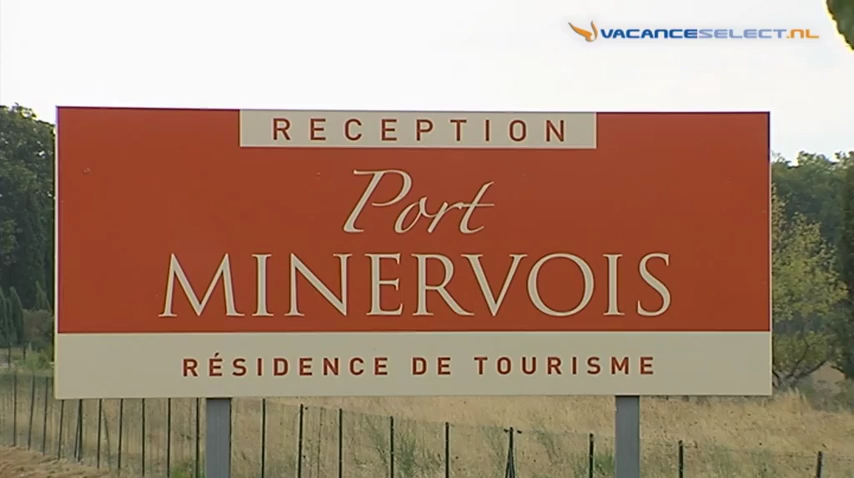 VACANCESELECT.NL
RECEPTION
Port
MINERVOIS
RÉSIDENCE DE TOURISME